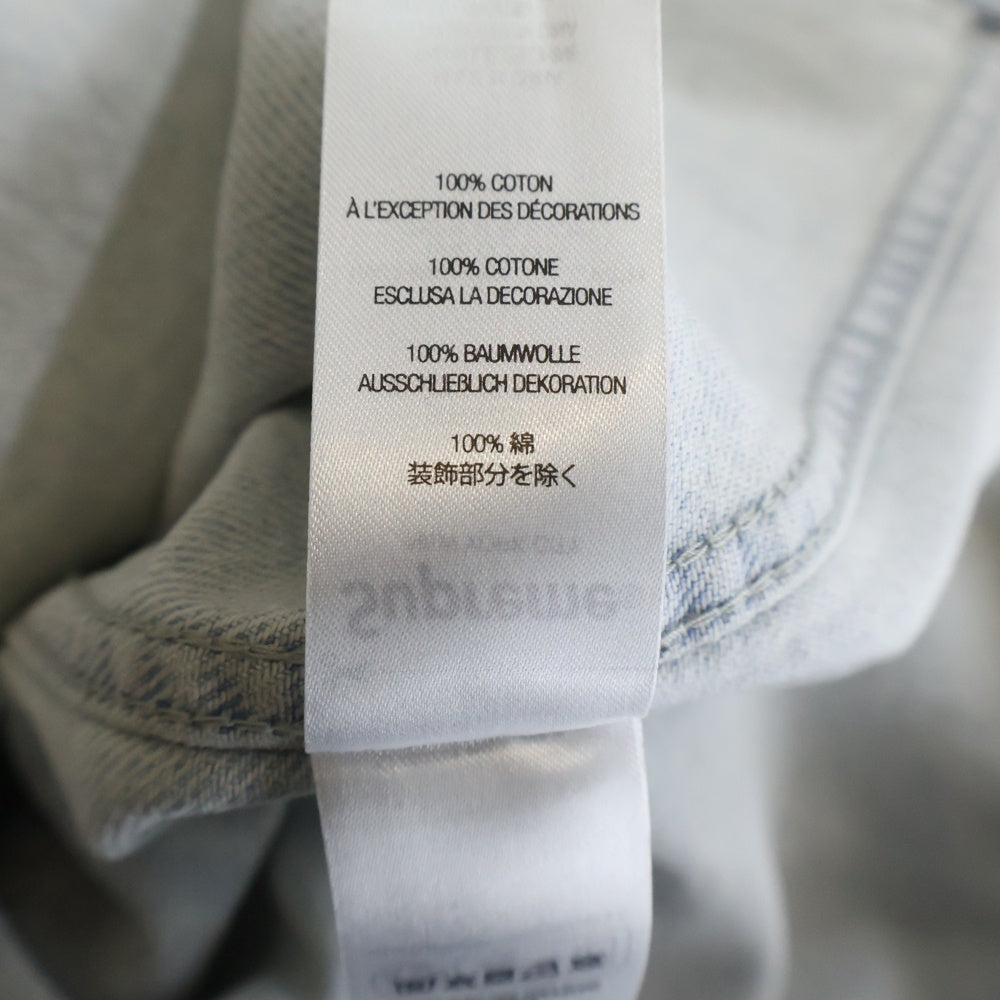 100% COTON
À L'EXCEPTION DES DÉCORATIONS
100% COTONE
ESCLUSA LA DECORAZIONE
100% BAUMWOLLE
AUSSCHLIEßLICH DEKORATION
100% 綿
装飾部分を除く
Supreme